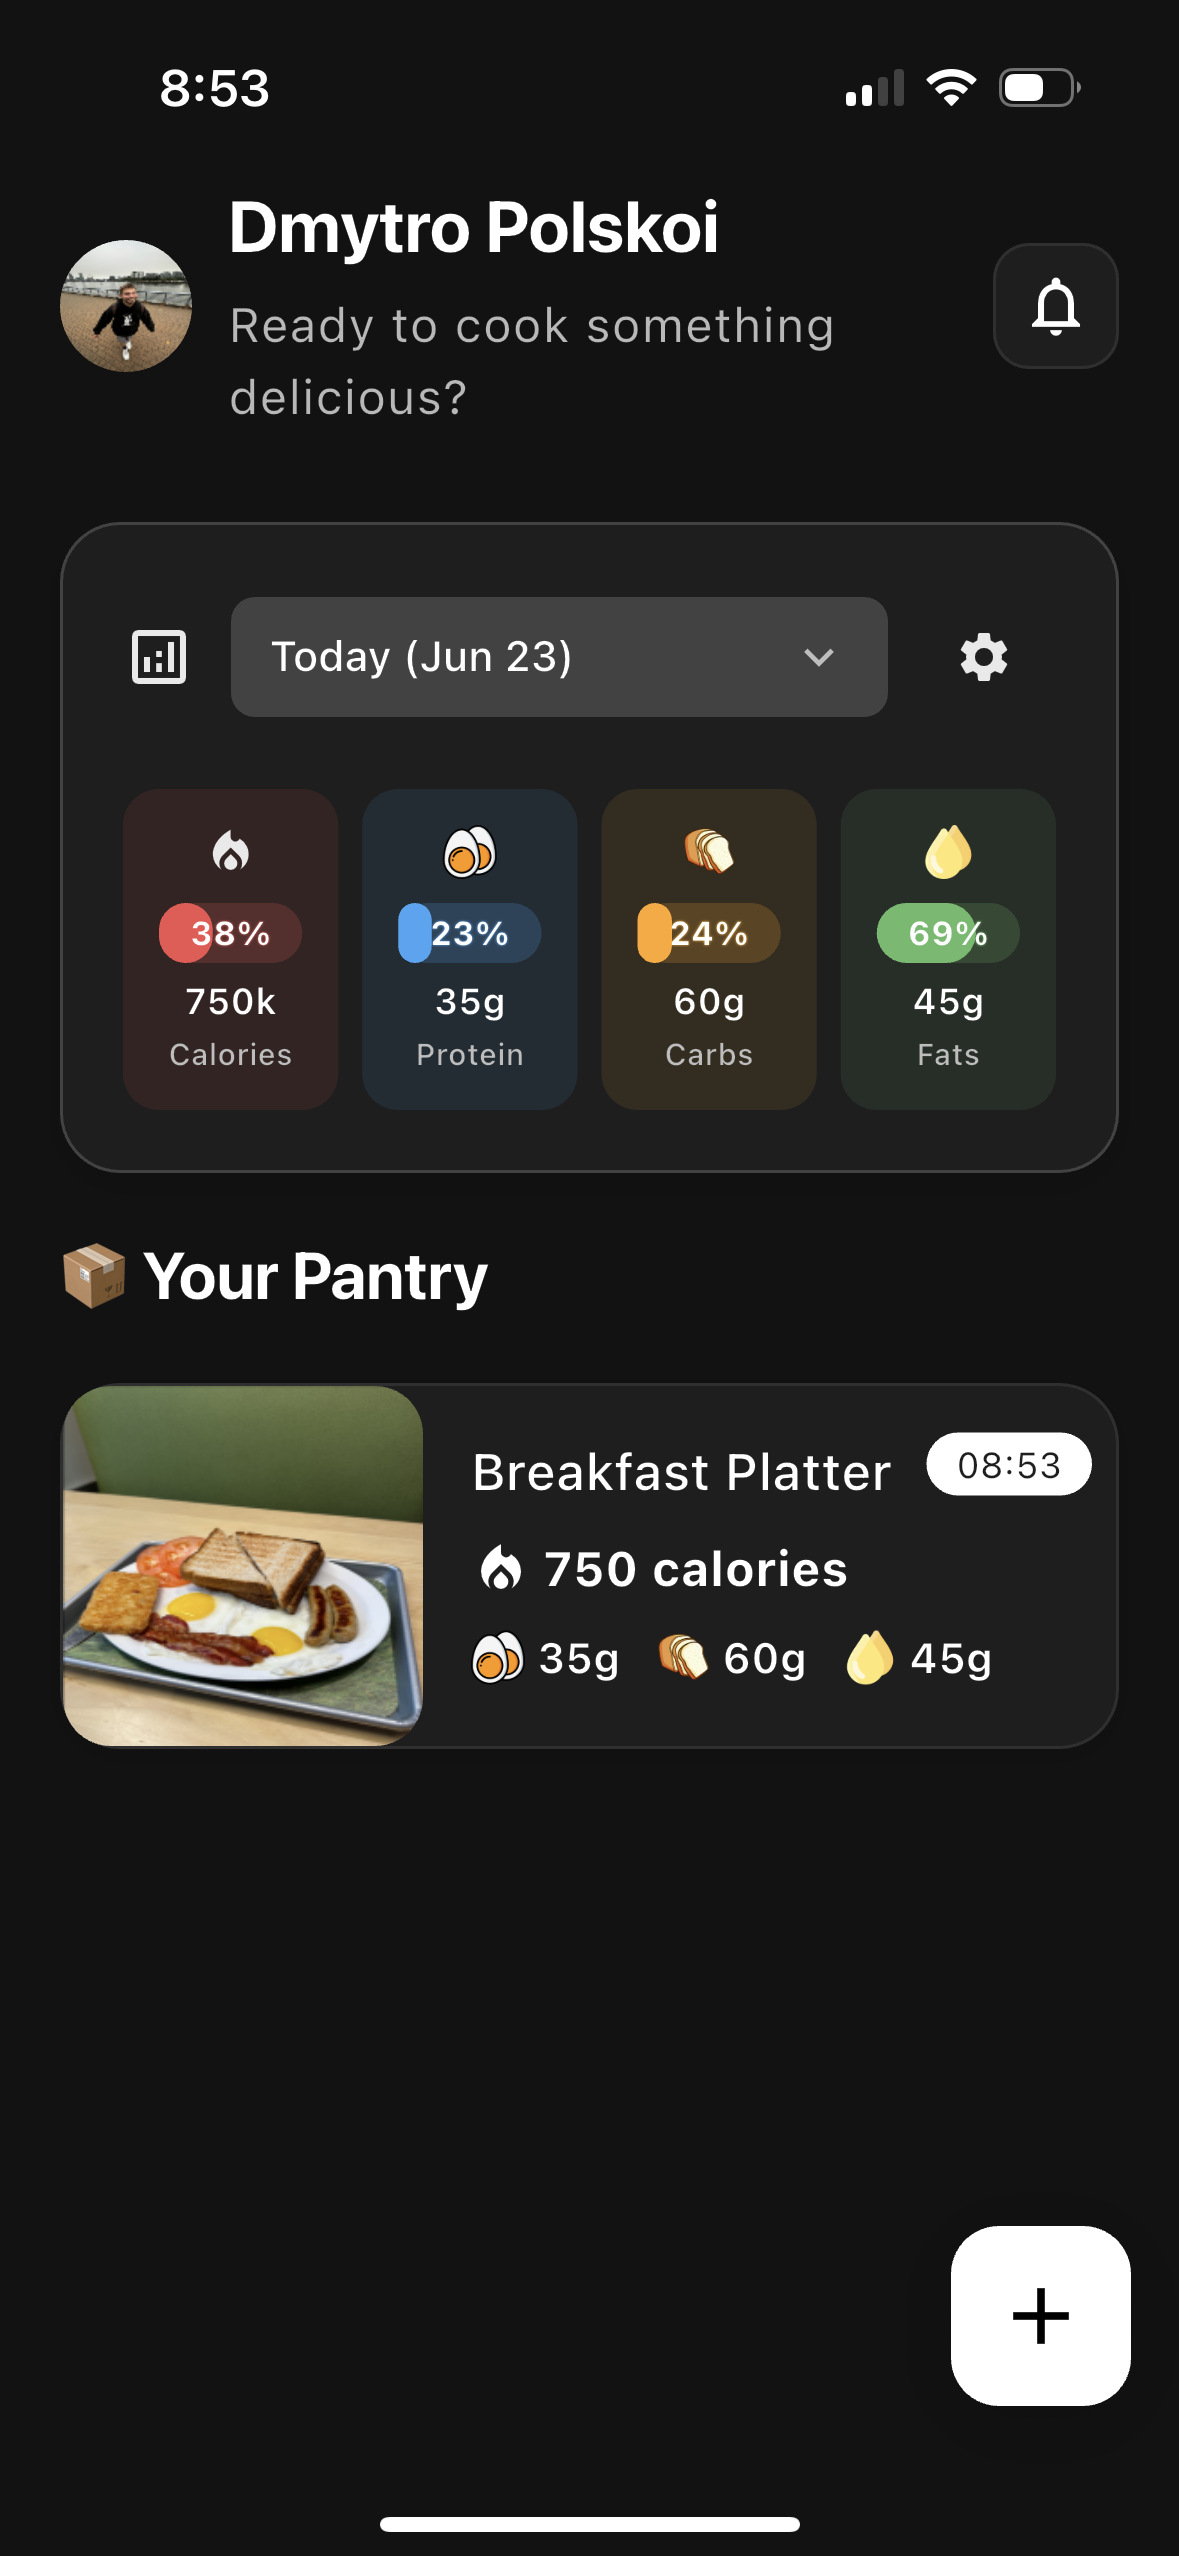 8:53
Dmytro Polskoi
Ready to cook something
delicious?
Today (Jun 23)
38%
23%
24%
69%
750k
35g
60g
45g
Calories
Protein
Carbs
Fats
Your Pantry
Breakfast Platter
08:53
750 calories
35g
60g
45g